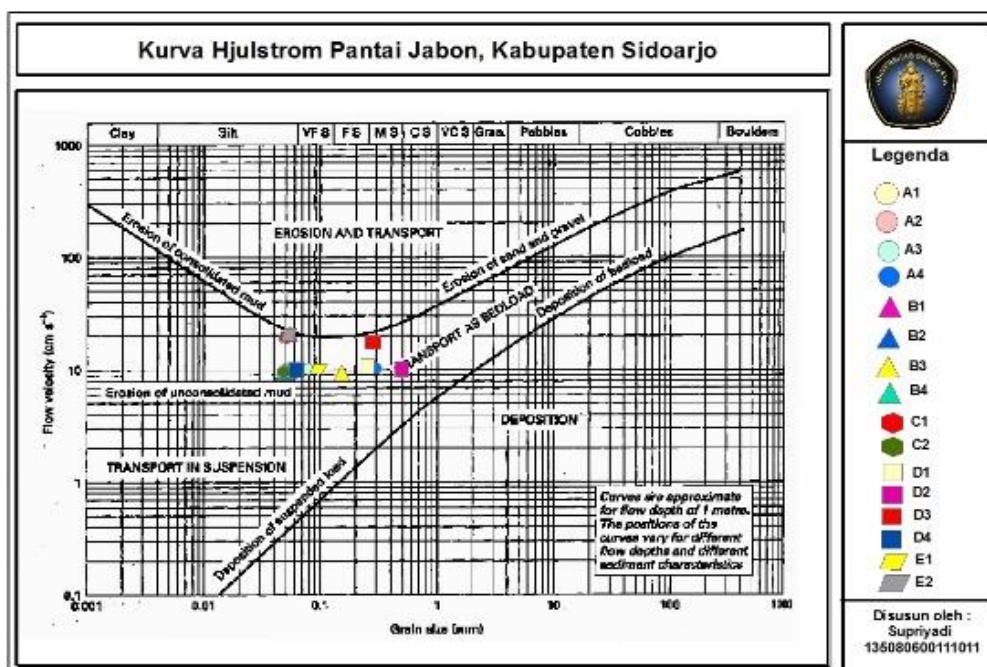 Kurva Hjulstrom Pantai Jabon, Kabupaten Sidoarjo
Clay
Silt
VFS
FS
MS
CS
VCS
Gran.
Pebbles
Cobbles
Boulders
1000
100
10
1
0.1
Flow velocity (cm s⁻¹)
Erosion of consolidated mud
EROSION AND TRANSPORT
Erosion of sand and gravel
Deposition of bedload
TRANSPORT AS BEDLOAD
Erosion of unconsolidated mud
DEPOSITION
TRANSPORT IN SUSPENSION
Deposition of suspended load
Curves are approximate
for flow depth of 1 metre.
The positions of the
curves vary for different
flow depths and different
sediment characteristics
0.001
0.01
0.1
1
10
100
1000
Grain size (mm)
Legenda
A1
A2
A3
A4
B1
B2
B3
B4
C1
C2
D1
D2
D3
D4
E1
E2
Disusun oleh :
Supriyadi
135080600111011